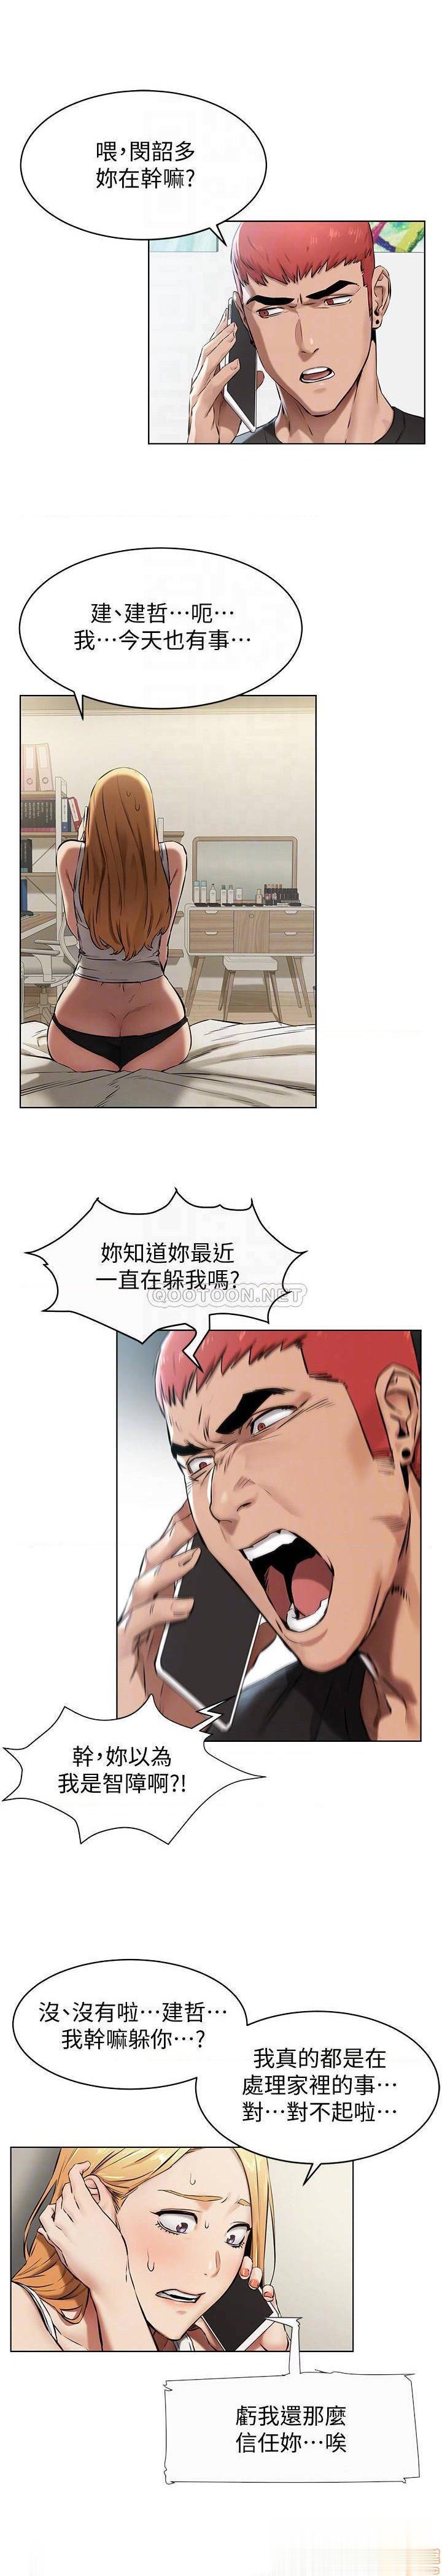 喂,閔韶多
妳在幹嘛?
建、建哲…呃…
我…今天也有事…
妳知道妳最近
一直在躲我嗎?
QOOTOON.NET
幹,妳以為
我是智障啊?!
沒、沒有啦…建哲…
我幹嘛躲你…?
我真的都是在
處理家裡的事…
對…對不起啦…
虧我還那麼
信任妳…唉